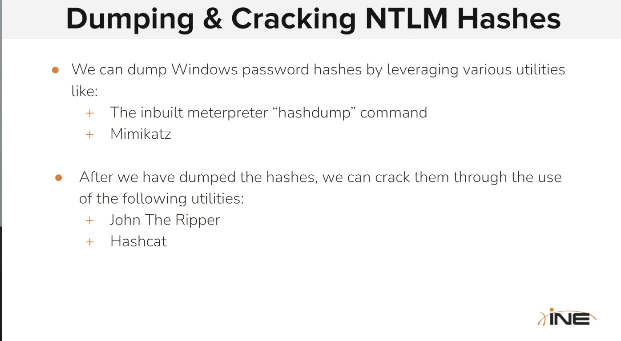 Dumping & Cracking NTLM Hashes
● We can dump Windows password hashes by leveraging various utilities
like:
+ The inbuilt meterpreter “hashdump” command
+ Mimikatz
● After we have dumped the hashes, we can crack them through the use
of the following utilities:
+ John The Ripper
+ Hashcat
INE